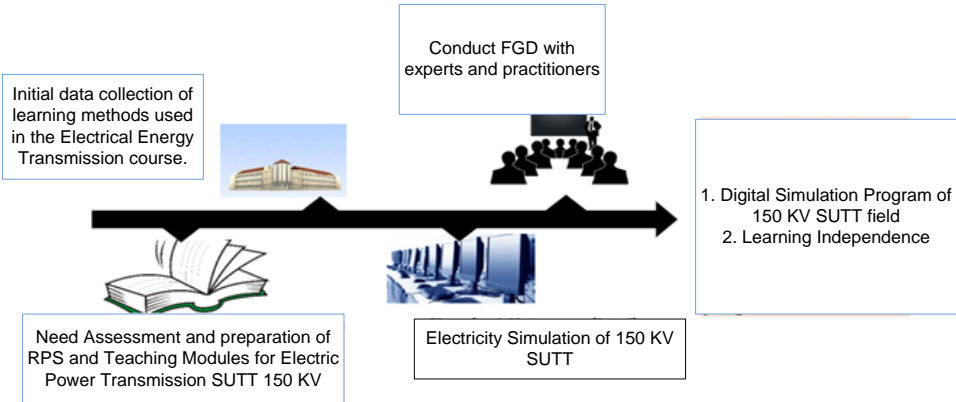 Initial data collection of
learning methods used
in the Electrical Energy
Transmission course.
Conduct FGD with
experts and practitioners
1. Digital Simulation Program of
150 KV SUTT field
2. Learning Independence
Need Assessment and preparation of
RPS and Teaching Modules for Electric
Power Transmission SUTT 150 KV
Electricity Simulation of 150 KV
SUTT